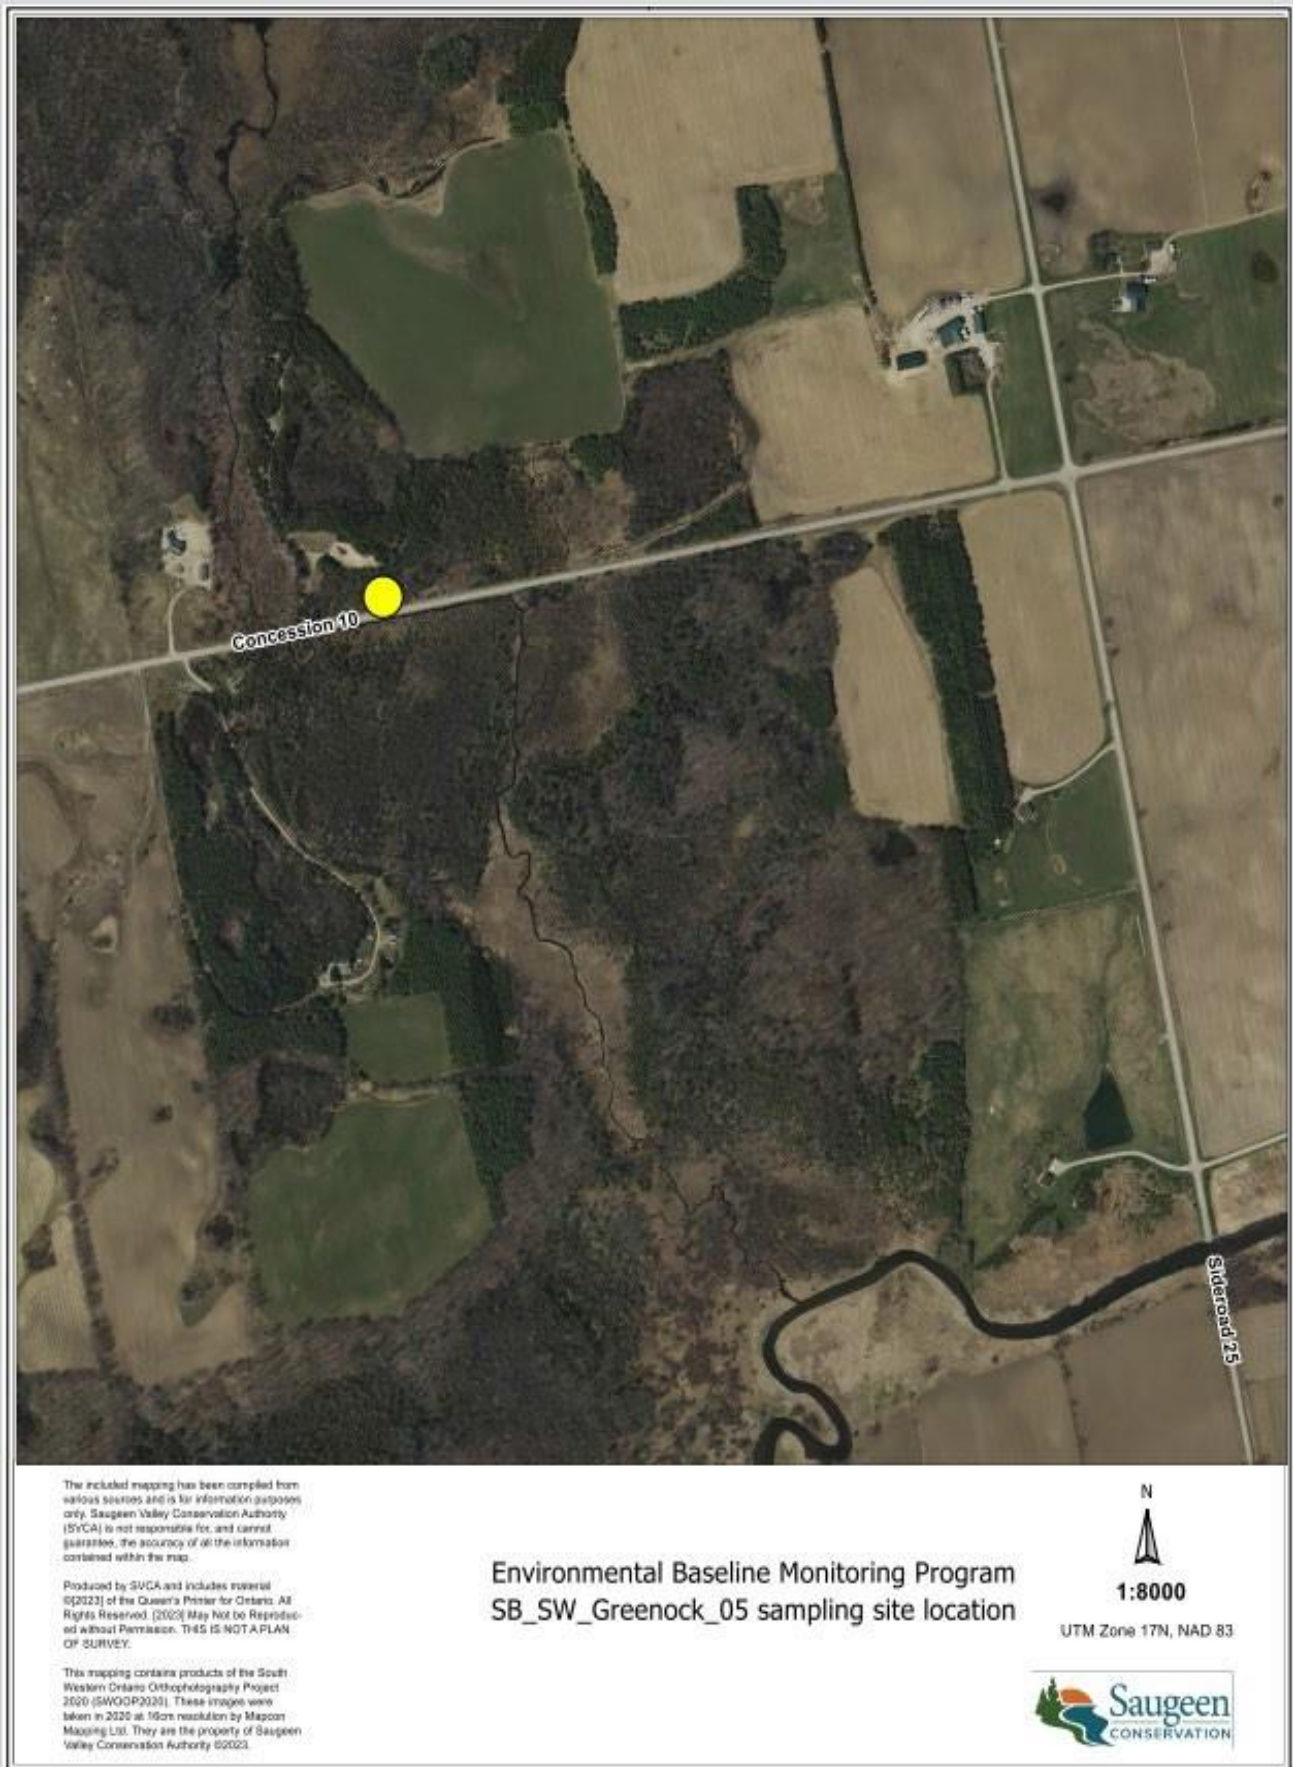 Concession 10
Sideroad 25
The included mapping has been compiled from
various sources and is for information purposes
only. Saugeen Valley Conservation Authority
(SVCA) is not responsible for, and cannot
guarantee, the accuracy of all the information
contained within the map.
Produced by SVCA and includes material
©[2023] of the Queen's Printer for Ontario. All
Rights Reserved. [2023] May Not be Reproduc-
ed without Permission. THIS IS NOT A PLAN
OF SURVEY.
This mapping contains products of the South
Western Ontario Orthophotography Project
2020 (SWOOP2020). These images were
taken in 2020 at 16cm resolution by Mapcon
Mapping Ltd. They are the property of Saugeen
Valley Conservation Authority ©2023.
Environmental Baseline Monitoring Program
SB_SW_Greenock_05 sampling site location
N
1:8000
UTM Zone 17N, NAD 83
Saugeen
CONSERVATION